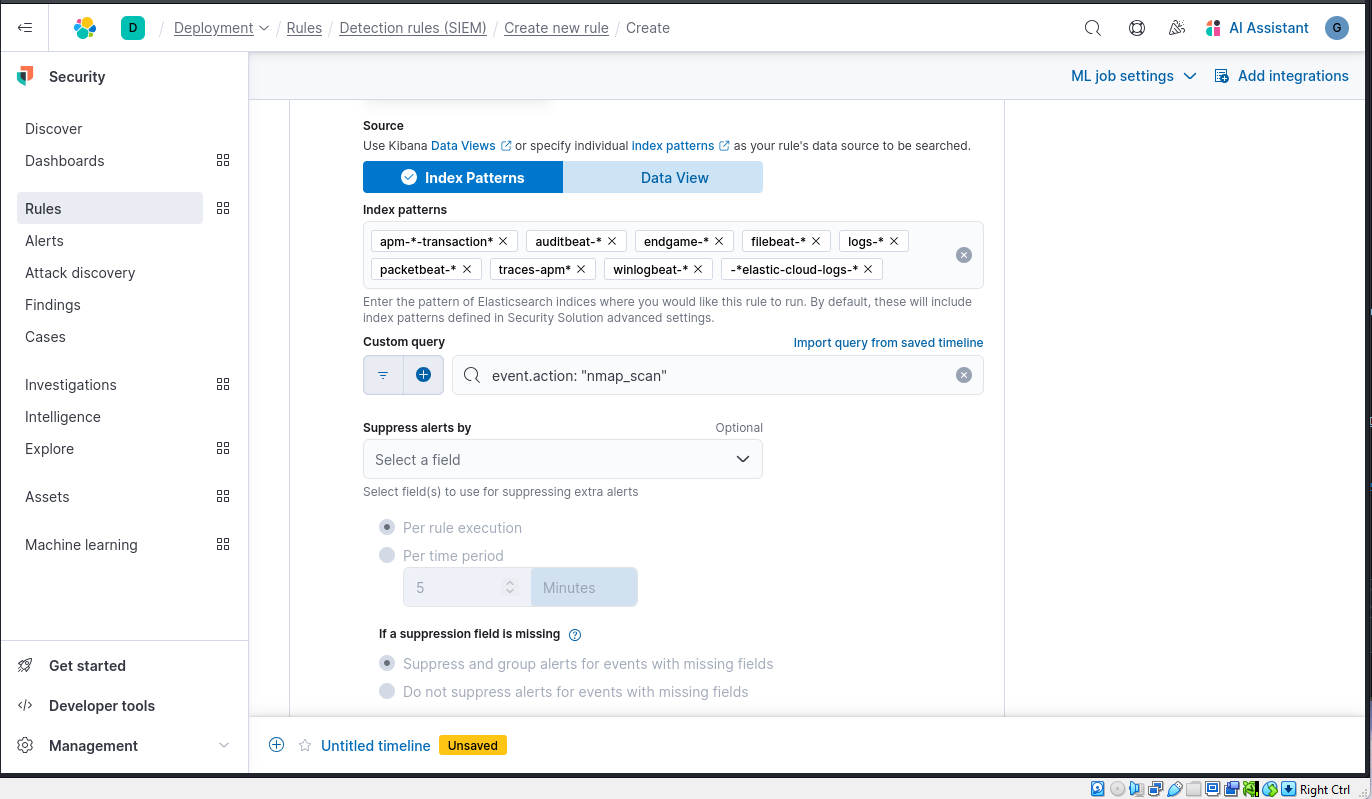 D / Deployment / Rules / Detection rules (SIEM) / Create new rule / Create AI Assistant G
Security
ML job settings Add integrations
Discover
Dashboards
Rules
Alerts
Attack discovery
Findings
Cases
Investigations
Intelligence
Explore
Assets
Machine learning
Get started
Developer tools
Management
Source
Use Kibana Data Views or specify individual index patterns as your rule's data source to be searched.
Index Patterns Data View
Index patterns
apm-*-transaction* auditbeat-* endgame-* filebeat-* logs-*
packetbeat-* traces-apm* winlogbeat-* -*elastic-cloud-logs-*
Enter the pattern of Elasticsearch indices where you would like this rule to run. By default, these will include
index patterns defined in Security Solution advanced settings.
Custom query Import query from saved timeline
event.action: "nmap_scan"
Suppress alerts by Optional
Select a field
Select field(s) to use for suppressing extra alerts
Per rule execution
Per time period
5 Minutes
If a suppression field is missing
Suppress and group alerts for events with missing fields
Do not suppress alerts for events with missing fields
Untitled timeline Unsaved
Right Ctrl